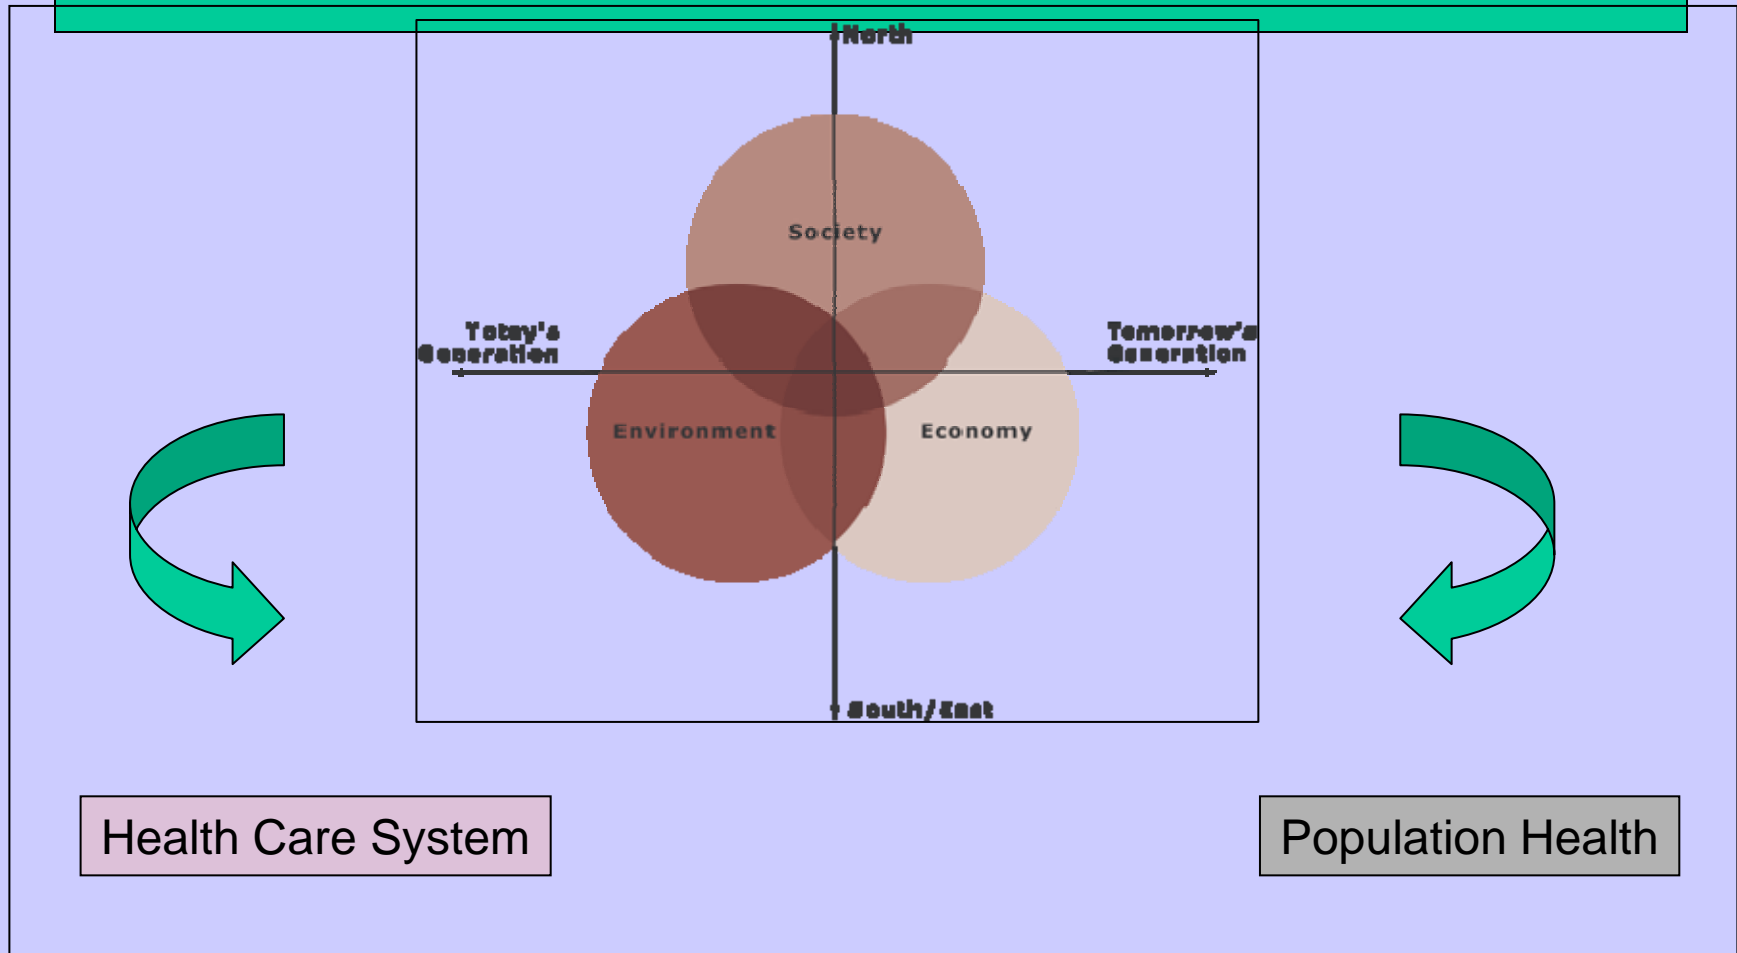 North
Society
Today's
Generation
Tomorrow's
Generation
Environment
Economy
South/East
Health Care System
Population Health